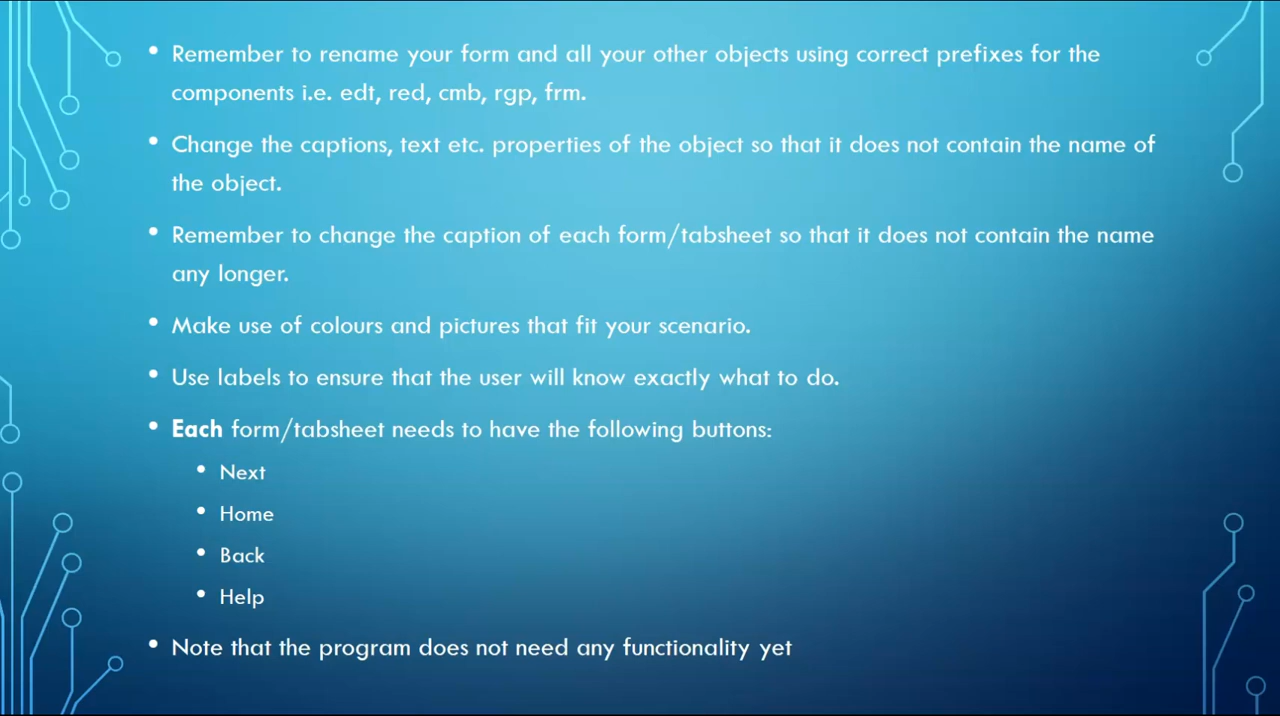 • Remember to rename your form and all your other objects using correct prefixes for the
components i.e. edt, red, cmb, rgp, frm.
• Change the captions, text etc. properties of the object so that it does not contain the name of
the object.
• Remember to change the caption of each form/tabsheet so that it does not contain the name
any longer.
• Make use of colours and pictures that fit your scenario.
• Use labels to ensure that the user will know exactly what to do.
• Each form/tabsheet needs to have the following buttons:
• Next
• Home
• Back
• Help
• Note that the program does not need any functionality yet